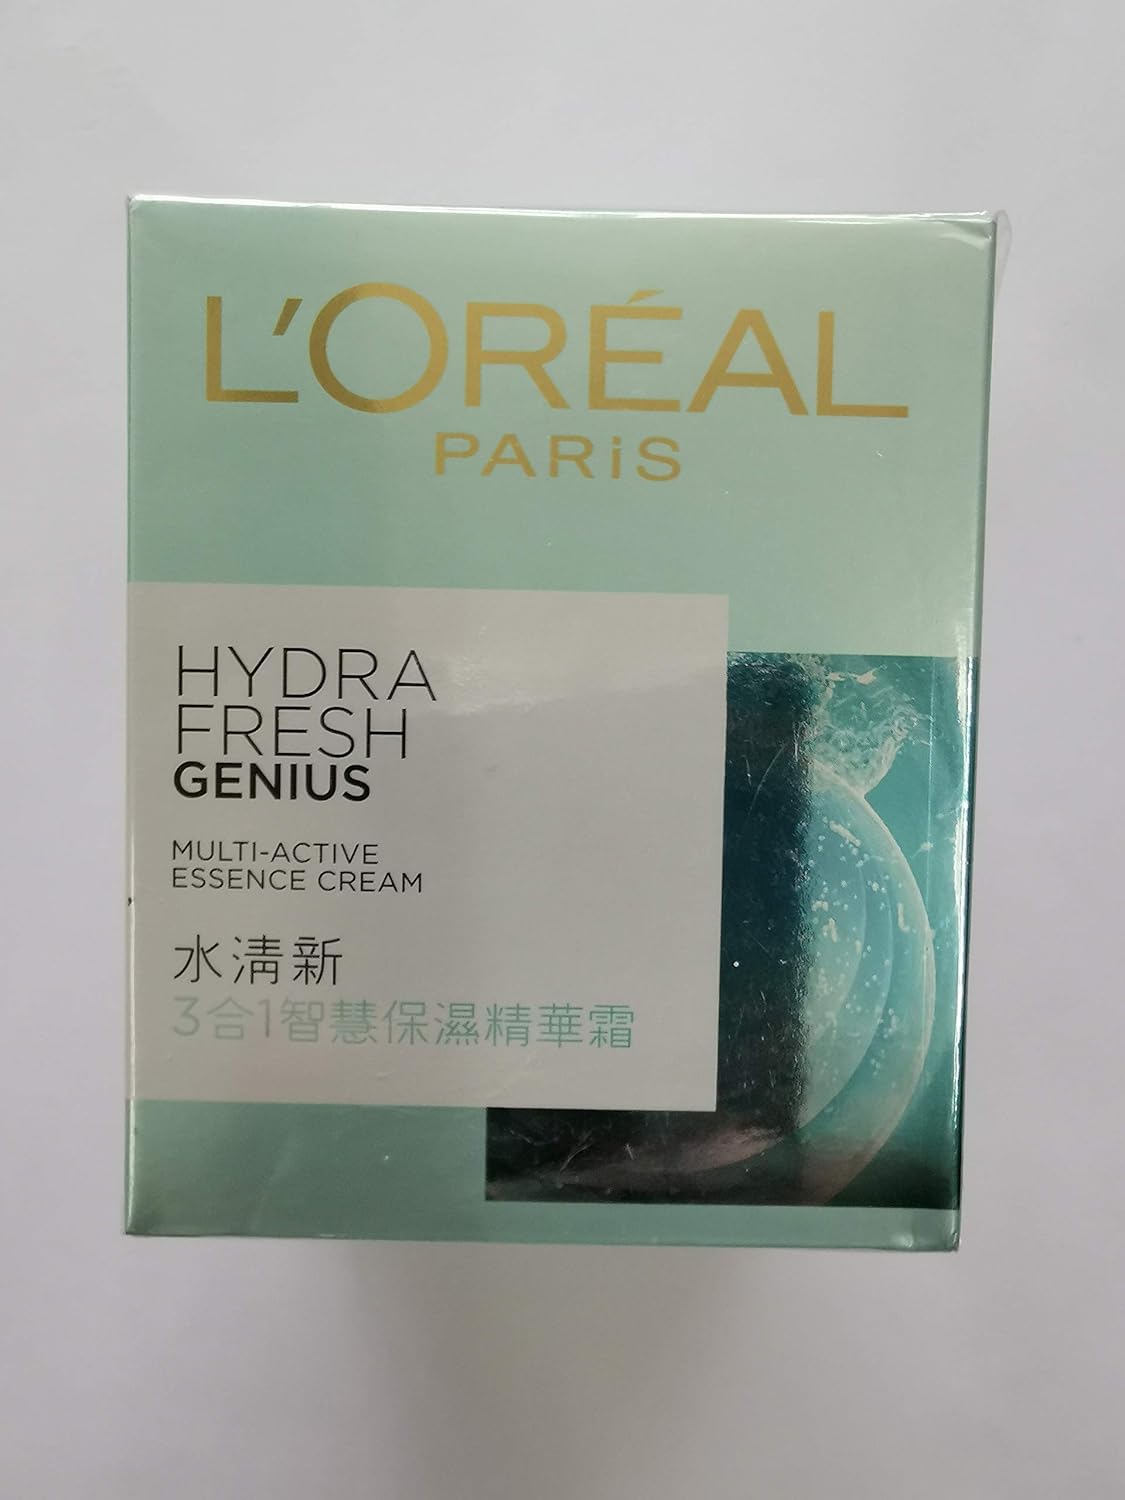 L'ORÉAL
PARiS
HYDRA
FRESH
GENIUS
MULTI-ACTIVE
ESSENCE CREAM
水清新
3合1智慧保濕精華霜